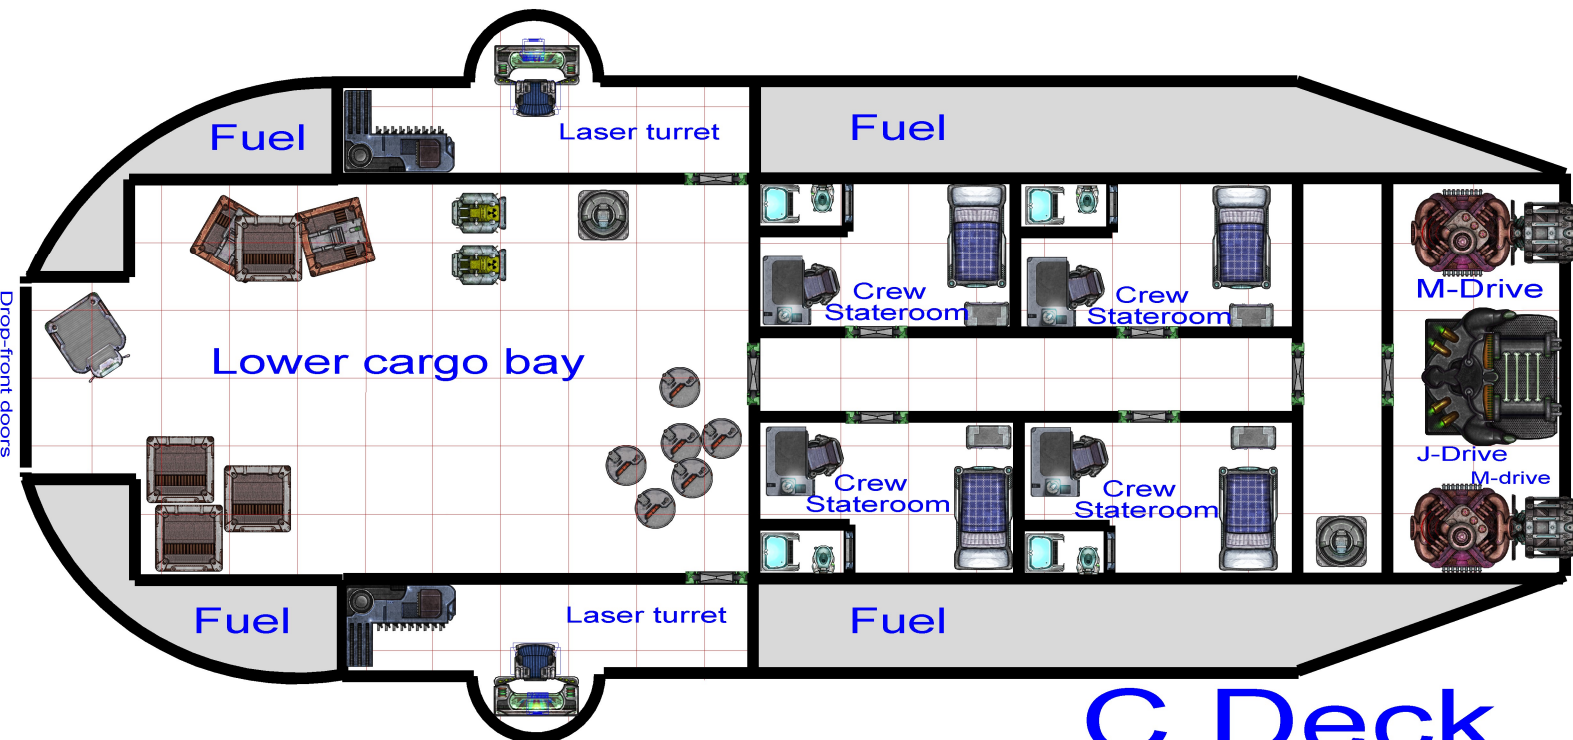 Fuel
Laser turret
Fuel
Crew
Stateroom
Crew
Stateroom
M-Drive
Drop-front doors
Lower cargo bay
J-Drive
M-drive
Crew
Stateroom
Crew
Stateroom
Fuel
Laser turret
Fuel
C Deck